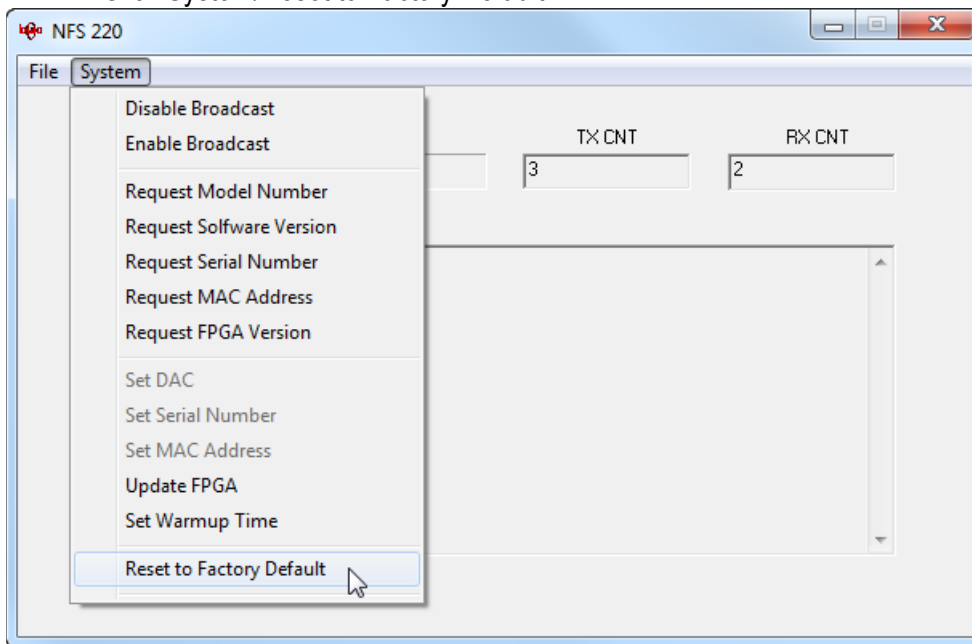 NFS 220
File System
Disable Broadcast
Enable Broadcast
TX CNT RX CNT
3 2
Request Model Number
Request Solfware Version
Request Serial Number
Request MAC Address
Request FPGA Version
Set DAC
Set Serial Number
Set MAC Address
Update FPGA
Set Warmup Time
Reset to Factory Default